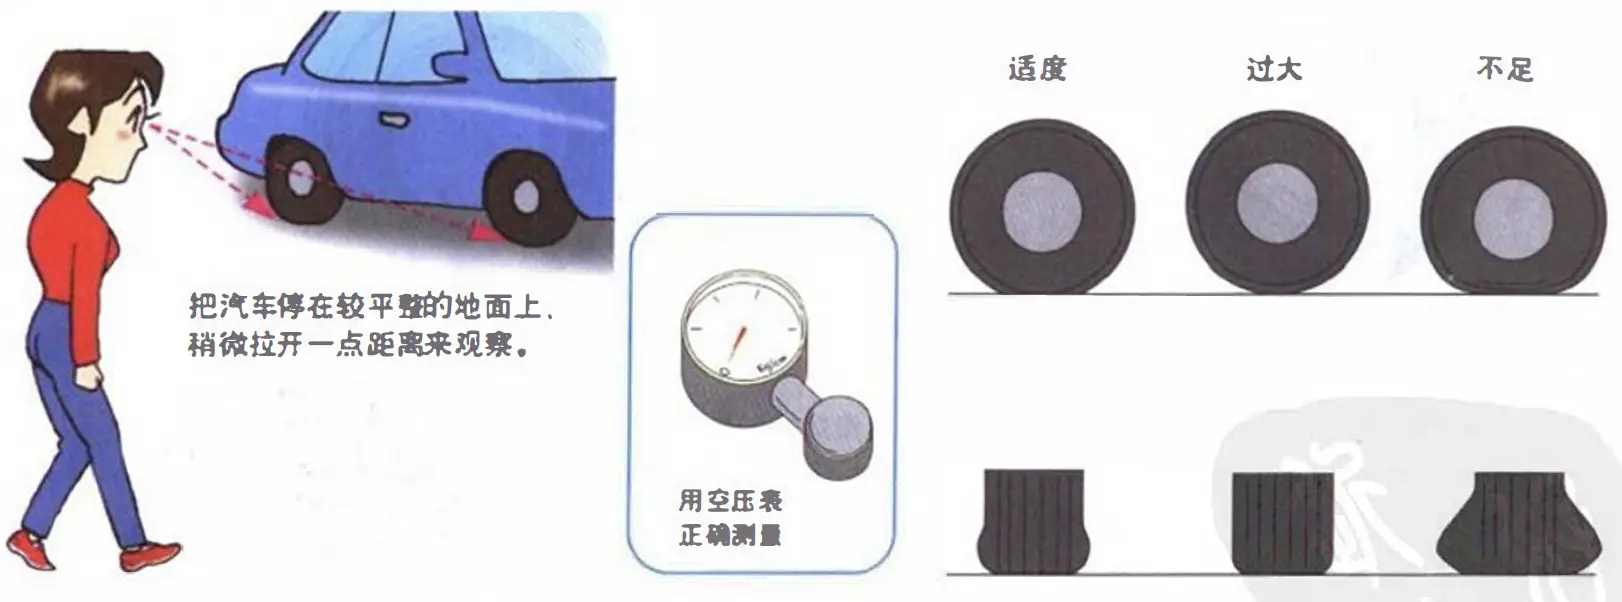 适度
过大
不足
把汽车停在较平整的地面上,
稍微拉开一点距离来观察。
0
用空压表
正确测量